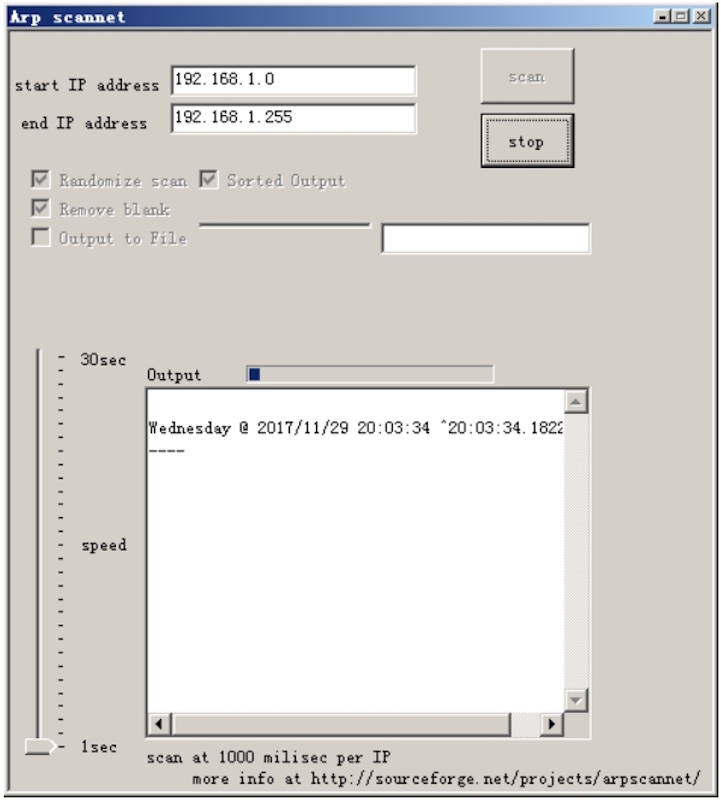 Arp scannet
start IP address 192.168.1.0
scan
end IP address 192.168.1.255
stop
Randomize scan Sorted Output
Remove blank
Output to File
30sec
Output
Wednesday @ 2017/11/29 20:03:34 ^20:03:34.1822
----
speed
1sec
scan at 1000 milisec per IP
more info at http://sourceforge.net/projects/arpscannet/